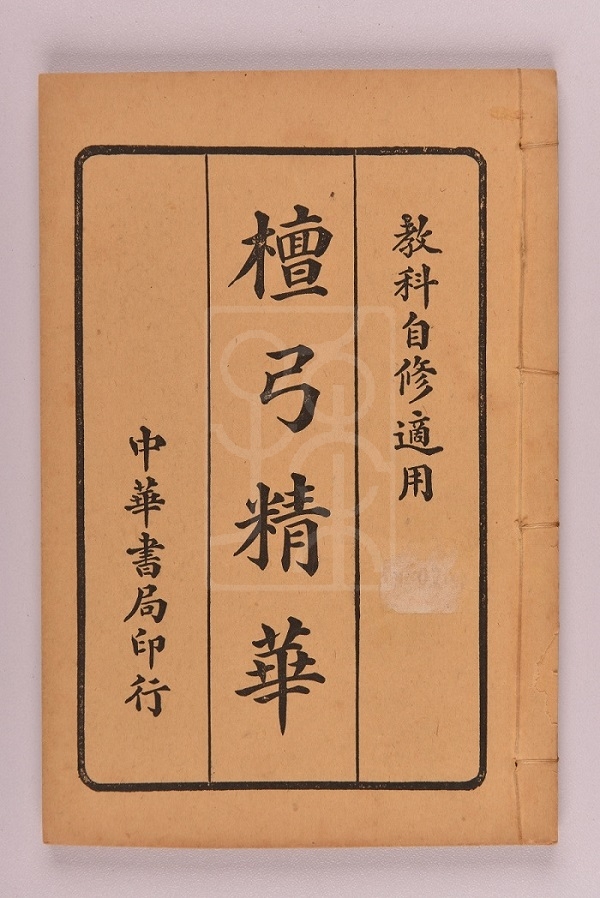 教科自修適用
檀弓精華
中華書局印行